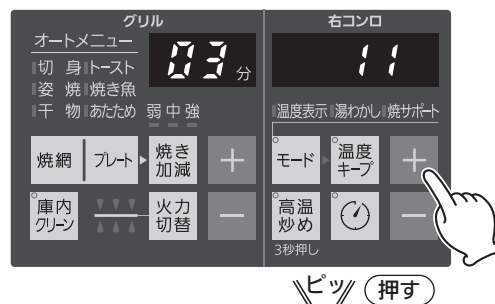 グリル
オートメニュー
切 身 トースト
姿 焼 焼き魚
干 物 あたため
03分
弱 中 強
焼網 プレート 焼き加減 +
庫内クリーン 火力切替 −
右コンロ
11
温度表示 湯わかし 焼サポート
モード 温度キープ +
高温炒め −
3秒押し
ピッ 押す